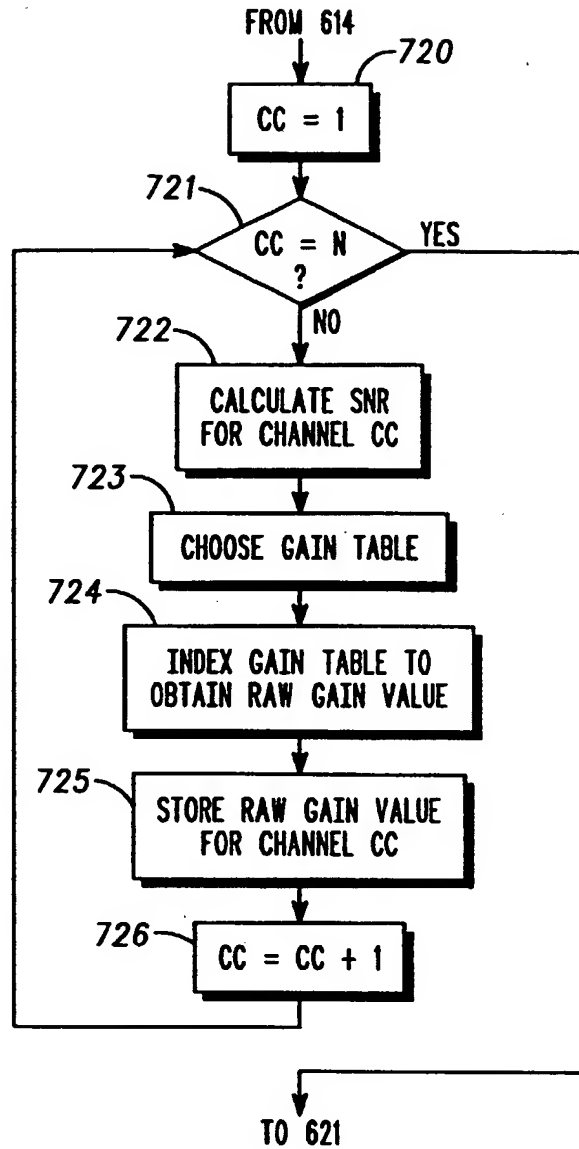 FROM 614
720
CC = 1
721
CC = N
?
YES
NO
722
CALCULATE SNR
FOR CHANNEL CC
723
CHOOSE GAIN TABLE
724
INDEX GAIN TABLE TO
OBTAIN RAW GAIN VALUE
725
STORE RAW GAIN VALUE
FOR CHANNEL CC
726
CC = CC + 1
TO 621